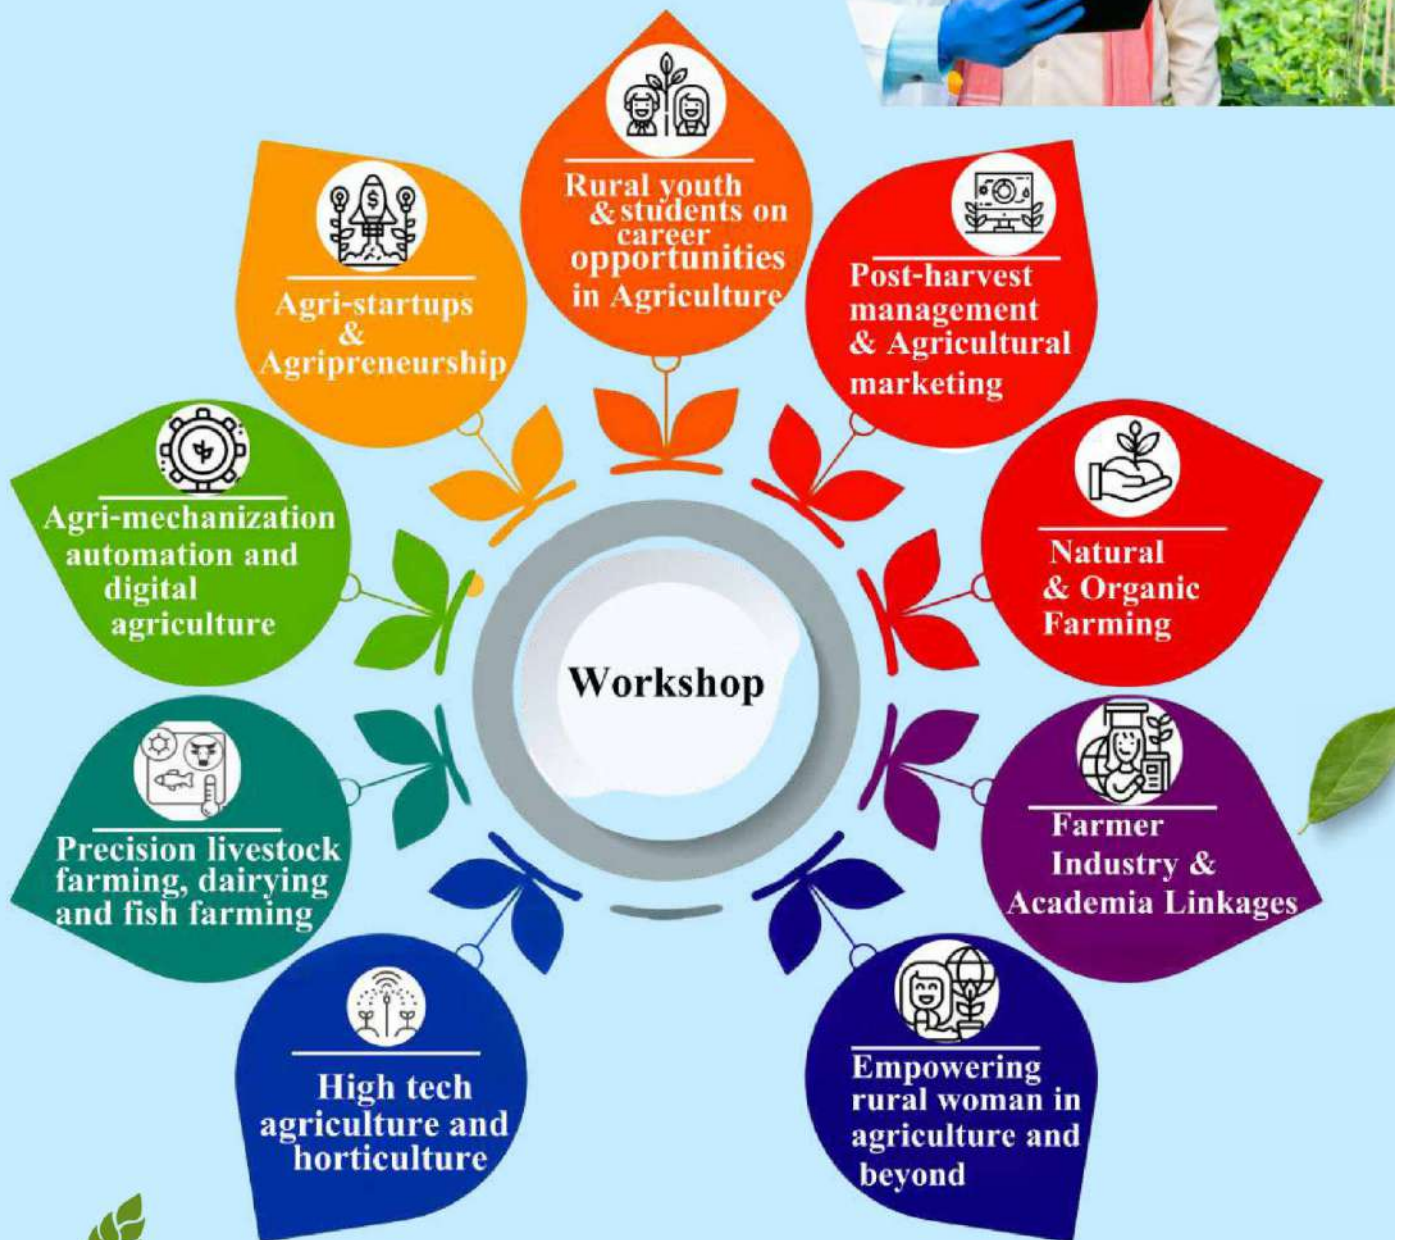 Rural youth
& students on
career
opportunities
in Agriculture
Post-harvest
management
& Agricultural
marketing
Natural
& Organic
Farming
Farmer
Industry &
Academia Linkages
Empowering
rural woman in
agriculture and
beyond
High tech
agriculture and
horticulture
Precision livestock
farming, dairying
and fish farming
Agri-mechanization
automation and
digital
agriculture
Agri-startups
&
Agripreneurship
Workshop